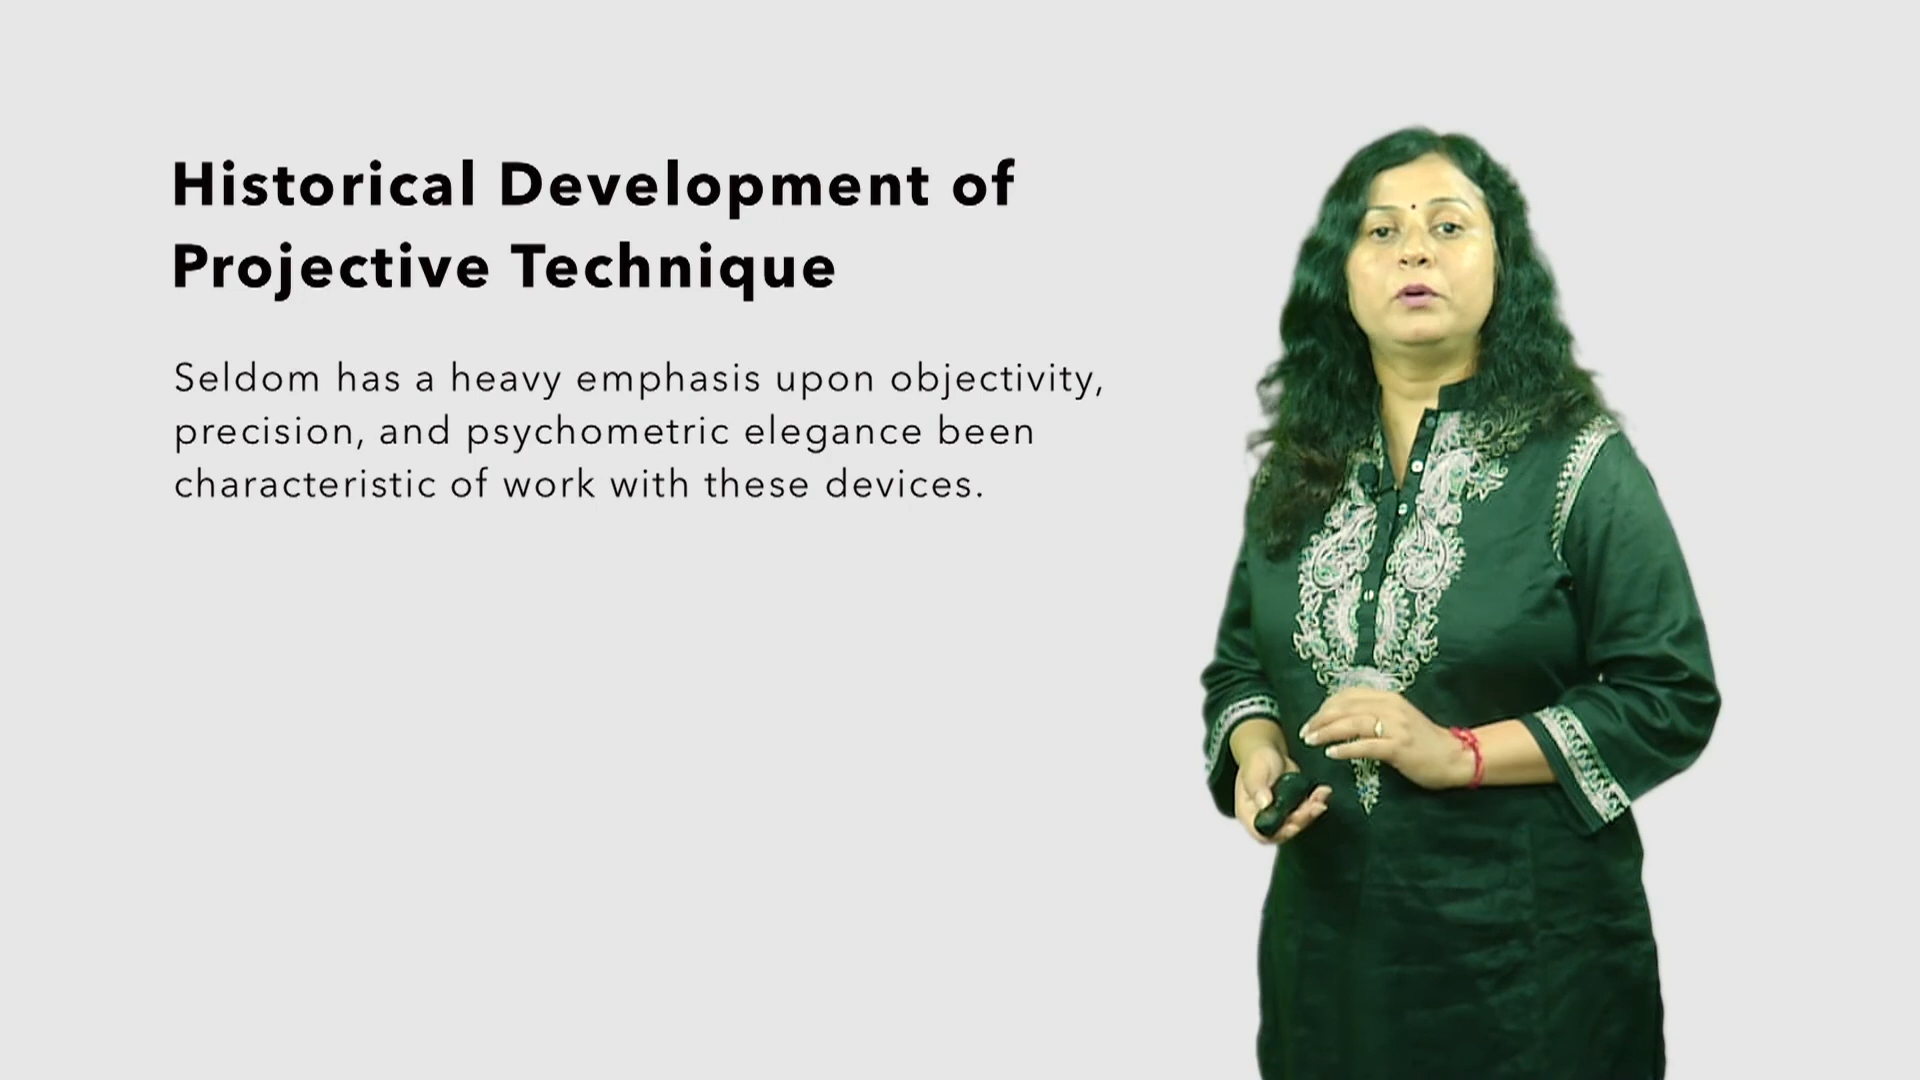 Historical Development of
Projective Technique
Seldom has a heavy emphasis upon objectivity,
precision, and psychometric elegance been
characteristic of work with these devices.